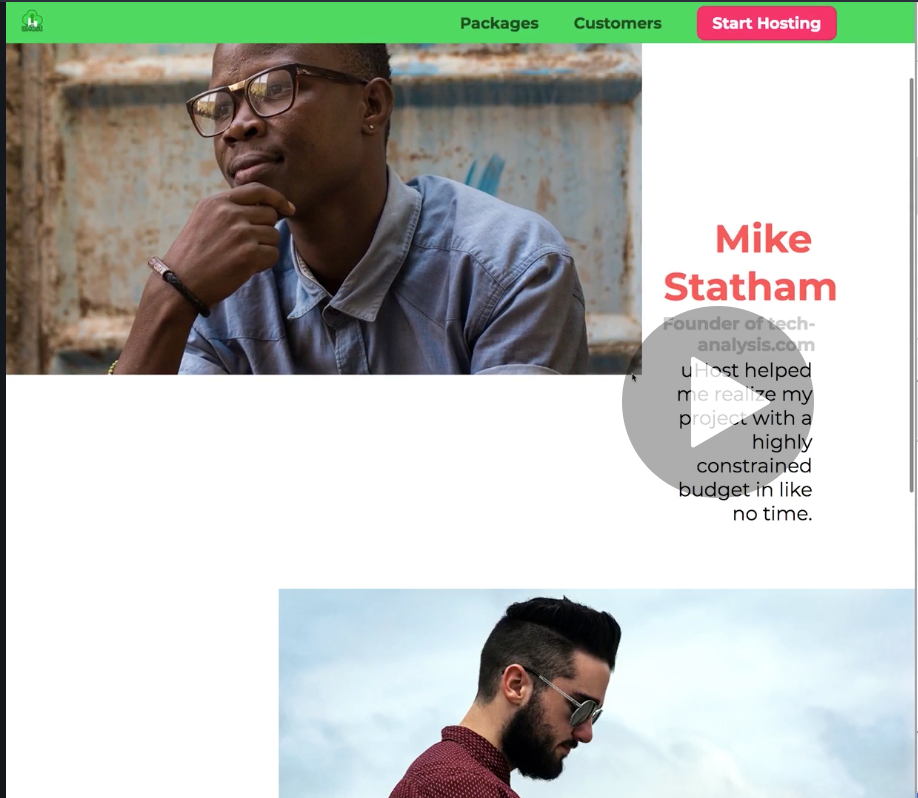 Packages Customers Start Hosting
Mike
Statham
Founder of tech-
analysis.com
uHost helped
me realize my
project with a
highly
constrained
budget in like
no time.